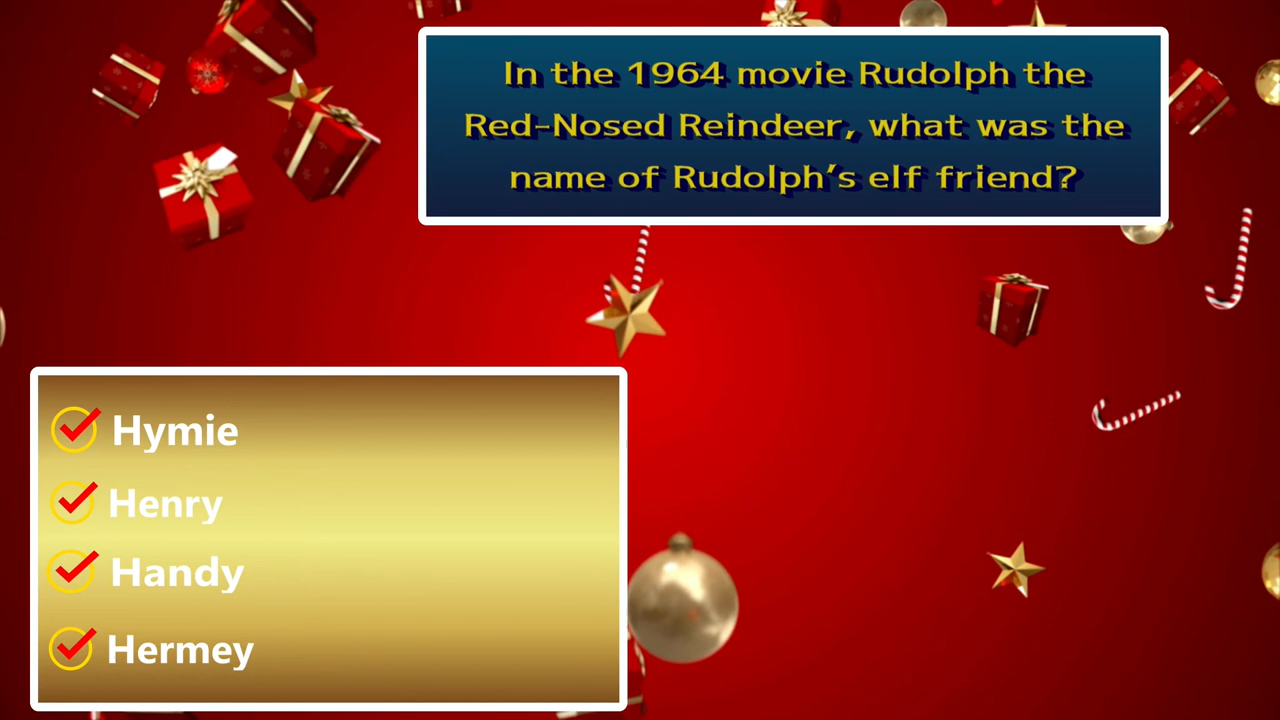 In the 1964 movie Rudolph the
Red-Nosed Reindeer, what was the
name of Rudolph's elf friend?
Hymie
Henry
Handy
Hermey